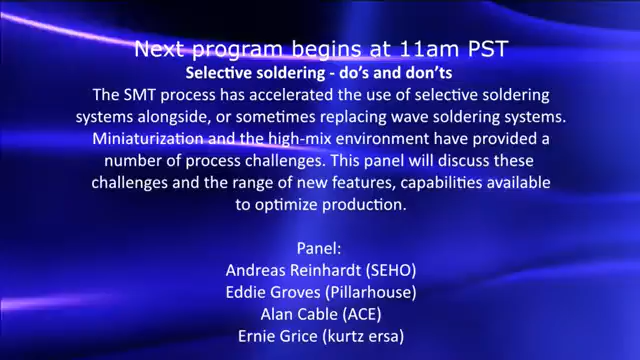 Next program begins at 11am PST
Selective soldering - do’s and don’ts
The SMT process has accelerated the use of selective soldering
systems alongside, or sometimes replacing wave soldering systems.
Miniaturization and the high-mix environment have provided a
number of process challenges. This panel will discuss these
challenges and the range of new features, capabilities available
to optimize production.
Panel:
Andreas Reinhardt (SEHO)
Eddie Groves (Pillarhouse)
Alan Cable (ACE)
Ernie Grice (kurtz ersa)